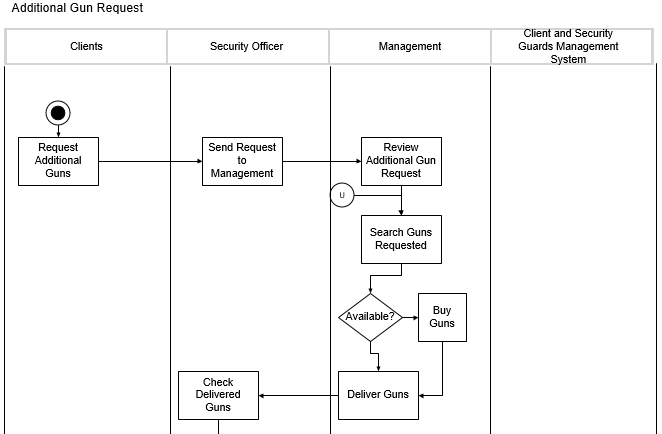 Additional Gun Request
Clients
Security Officer
Management
Client and Security
Guards Management
System
Request
Additional
Guns
Send Request
to
Management
Review
Additional Gun
Request
U
Search Guns
Requested
Available?
Buy
Guns
Check
Delivered
Guns
Deliver Guns